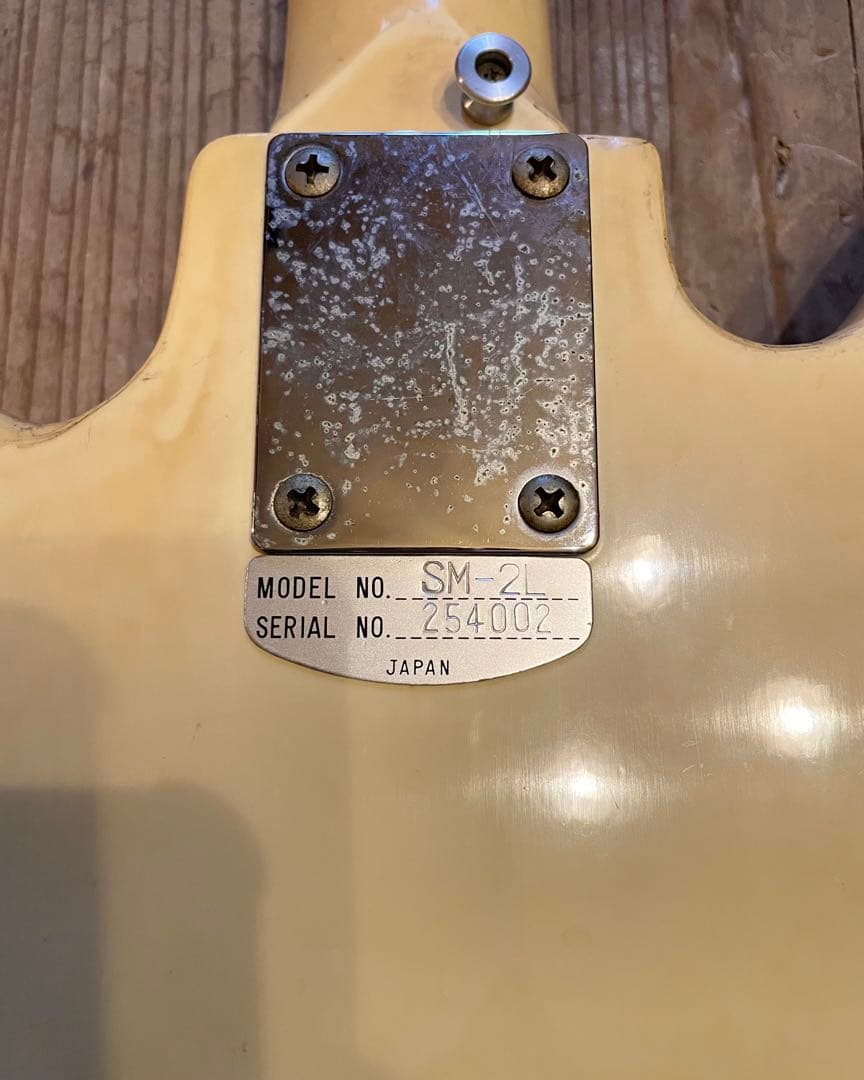 MODEL NO. SM-2L
SERIAL NO. 254002
JAPAN